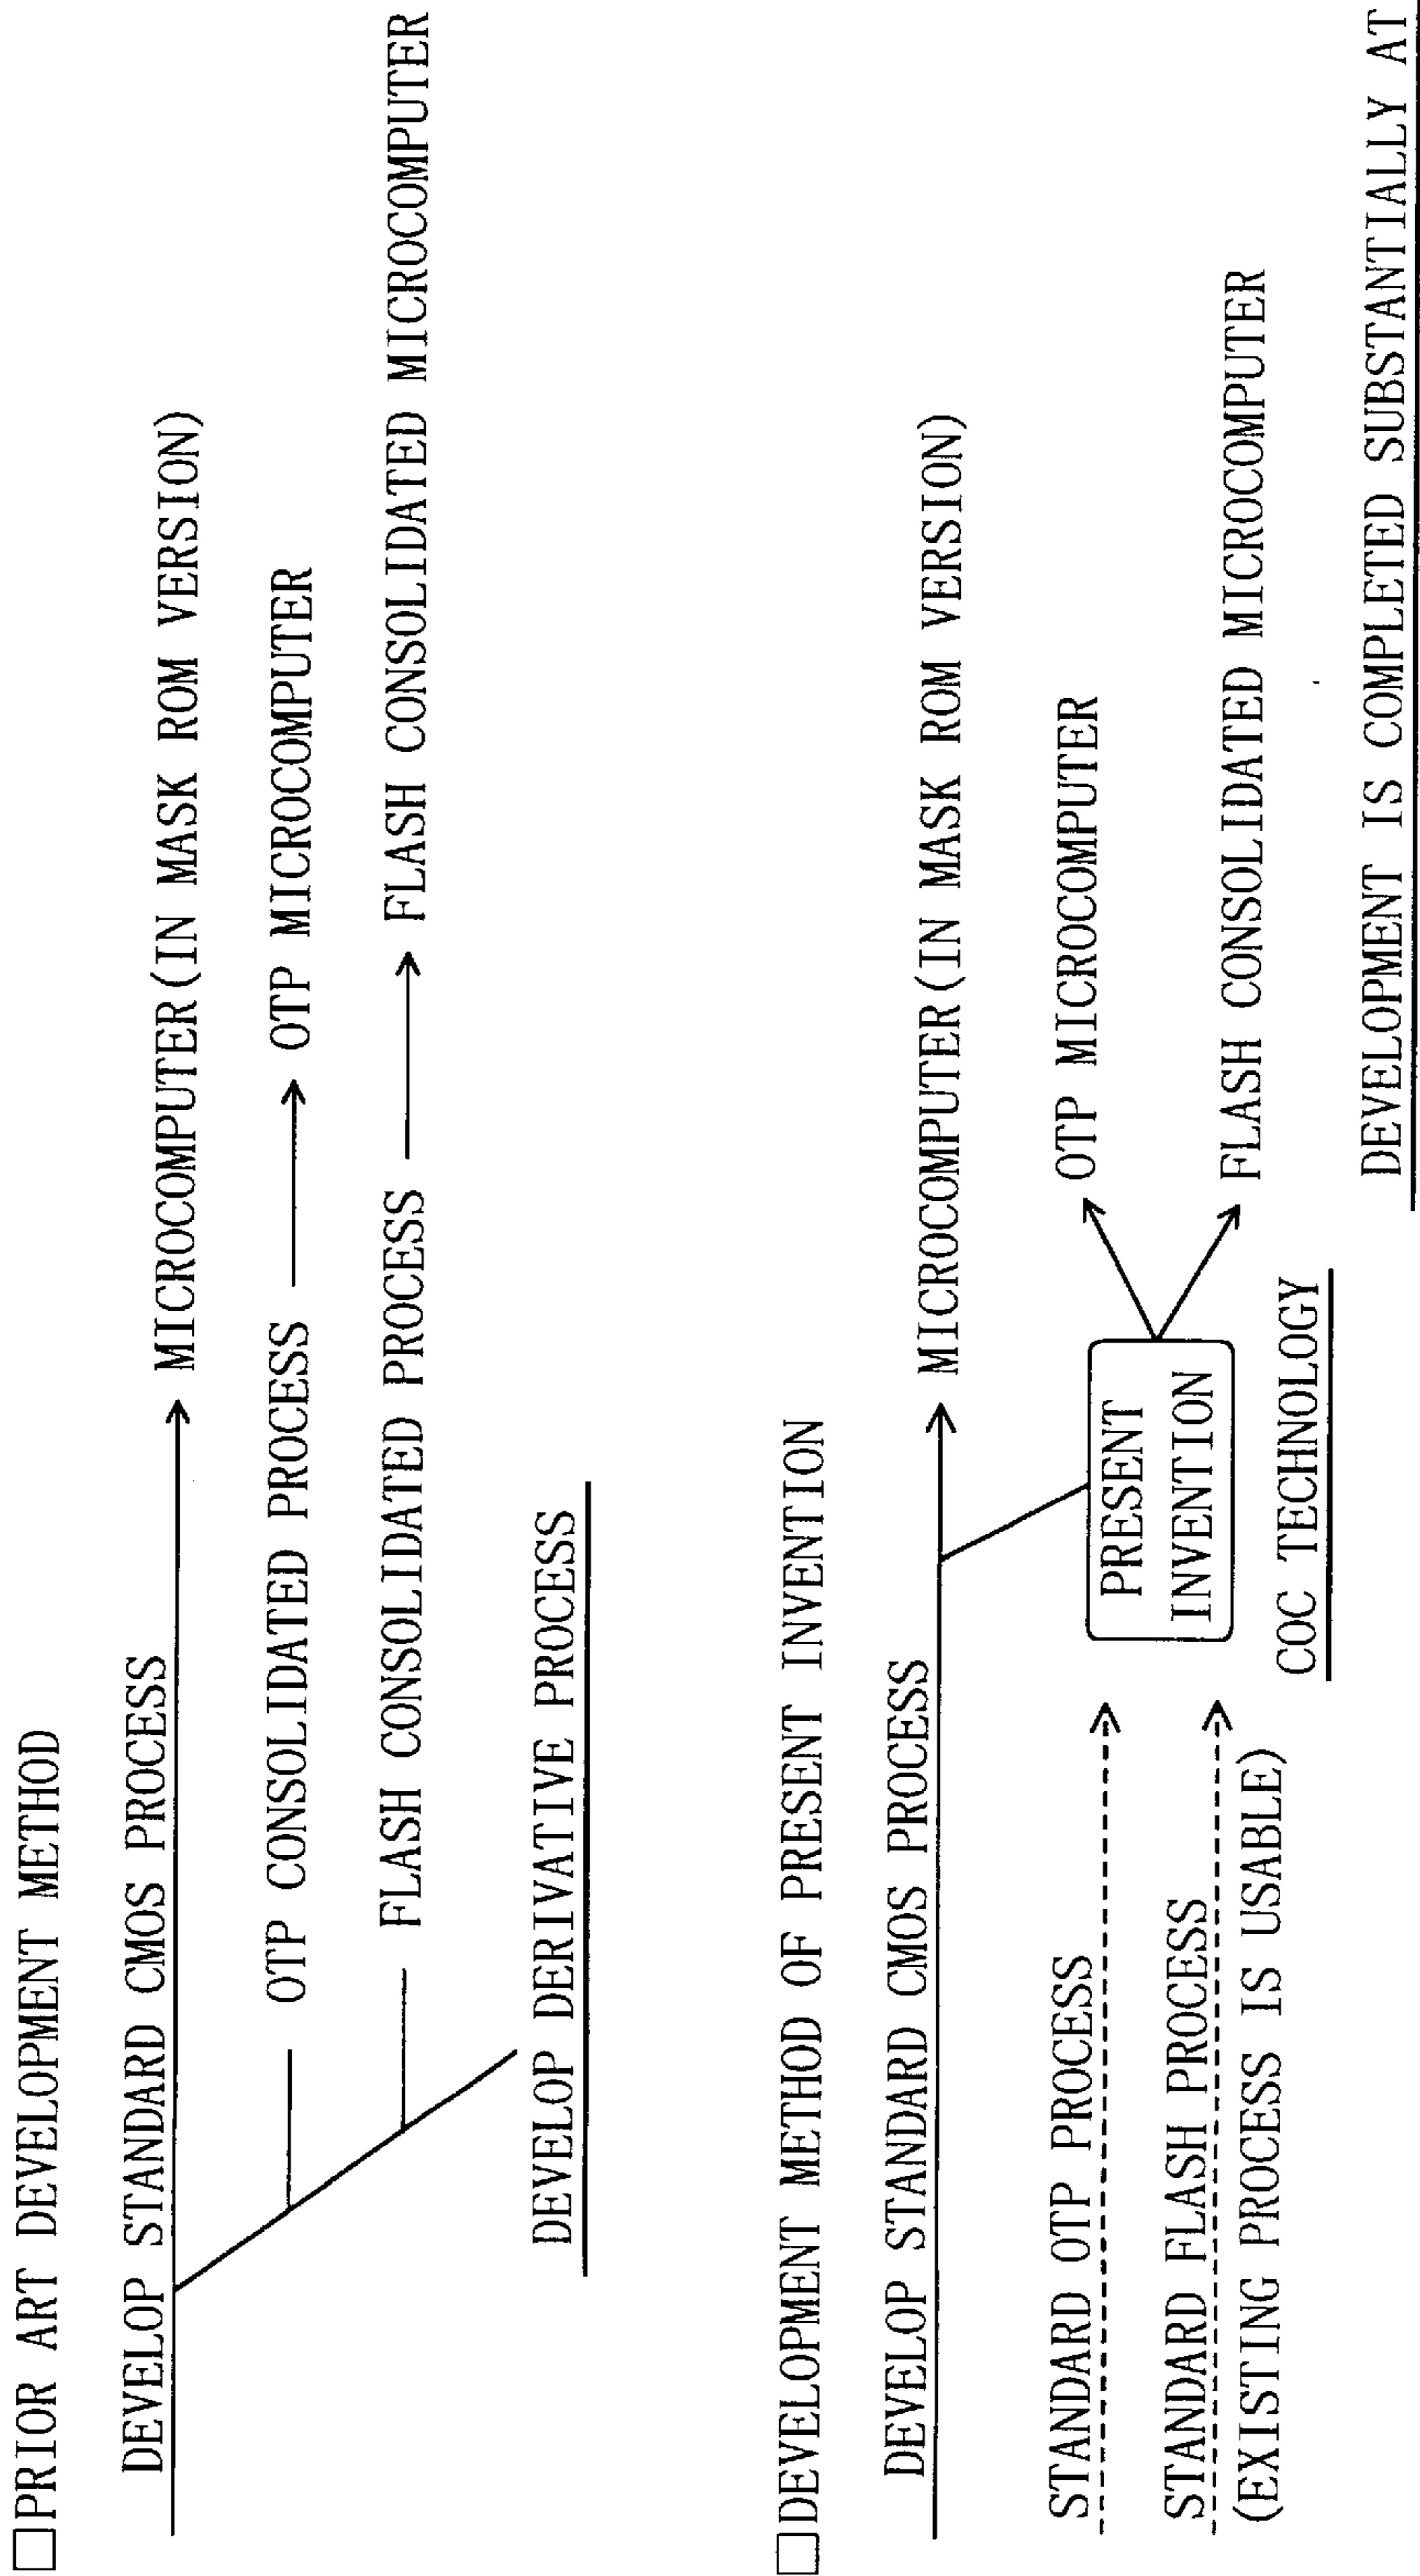 □PRIOR ART DEVELOPMENT METHOD
DEVELOP STANDARD CMOS PROCESS
MICROCOMPUTER(IN MASK ROM VERSION)
OTP CONSOLIDATED PROCESS
OTP MICROCOMPUTER
FLASH CONSOLIDATED PROCESS
FLASH CONSOLIDATED MICROCOMPUTER
DEVELOP DERIVATIVE PROCESS
□DEVELOPMENT METHOD OF PRESENT INVENTION
DEVELOP STANDARD CMOS PROCESS
MICROCOMPUTER(IN MASK ROM VERSION)
STANDARD OTP PROCESS
PRESENT
INVENTION
OTP MICROCOMPUTER
STANDARD FLASH PROCESS
FLASH CONSOLIDATED MICROCOMPUTER
(EXISTING PROCESS IS USABLE)
COC TECHNOLOGY
DEVELOPMENT IS COMPLETED SUBSTANTIALLY AT